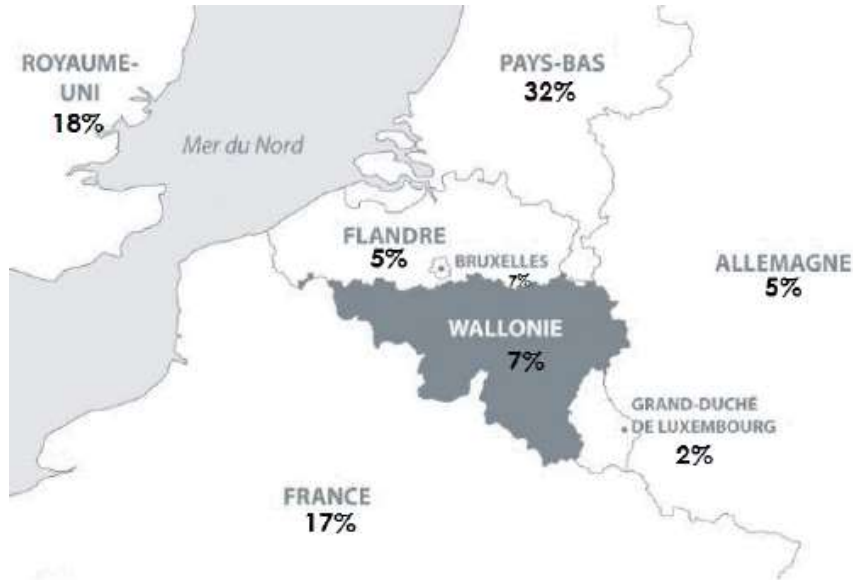 ROYAUME-
UNI
18%
PAYS-BAS
32%
Mer du Nord
FLANDRE
5%
BRUXELLES
7%
ALLEMAGNE
5%
WALLONIE
7%
GRAND-DUCHÉ
DE LUXEMBOURG
2%
FRANCE
17%